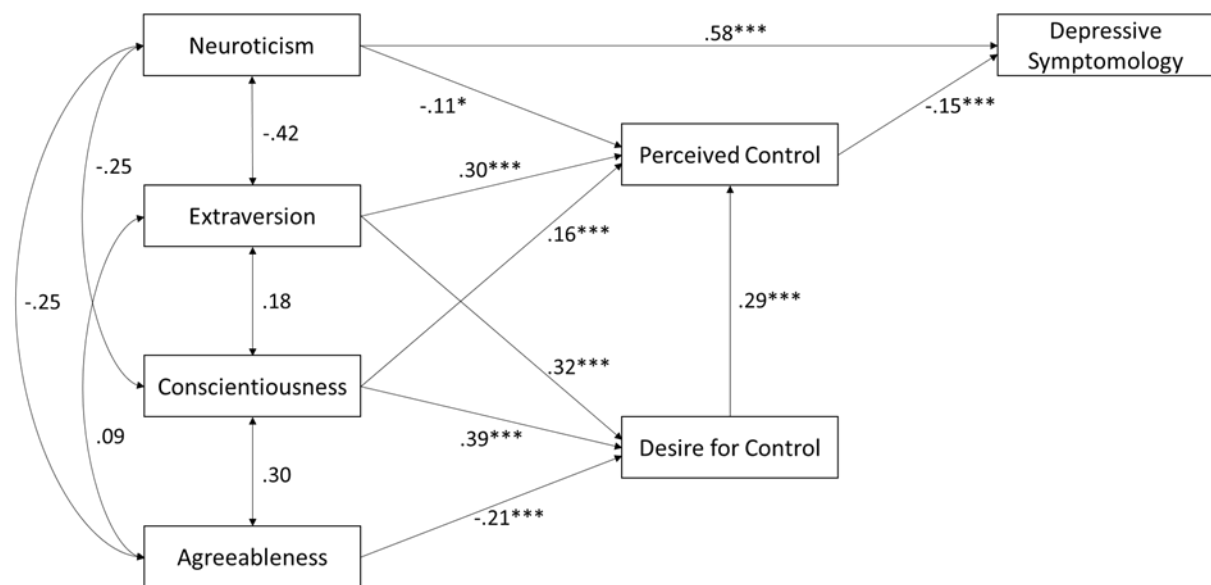 Neuroticism
.58***
Depressive
Symptomology
-.11*
-.15***
-.42
Perceived Control
-.25
.30***
Extraversion
.16***
-.25
.18
.29***
.32***
Conscientiousness
.09
.39***
Desire for Control
.30
-.21***
Agreeableness